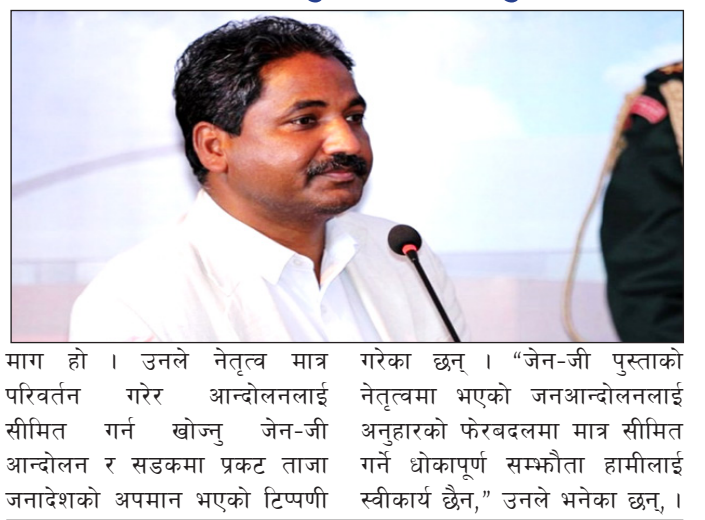 माग हो । उनले नेतृत्व मात्र
परिवर्तन गरेर आन्दोलनलाई
सीमित गर्न खोज्नु जेन-जी
आन्दोलन र सडकमा प्रकट ताजा
जनादेशको अपमान भएको टिप्पणी
गरेका छन् । “जेन-जी पुस्ताको
नेतृत्वमा भएको जनआन्दोलनलाई
अनुहारको फेरबदलमा मात्र सीमित
गर्ने धोकापूर्ण सम्झौता हामीलाई
स्वीकार्य छैन,” उनले भनेका छन्, ।